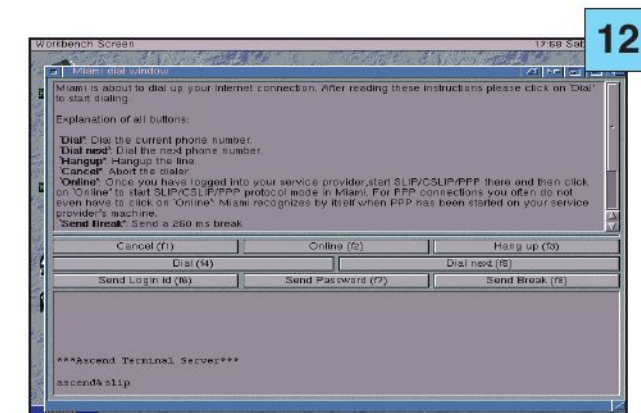 12
Workbench Screen 17:58 Sat
Miami dial window
Miami is about to dial up your Internet connection. After reading these instructions please click on 'Dial'
to start dialing.
Explanation of all buttons:
'Dial': Dial the current phone number.
'Dial next': Dial the next phone number.
'Hangup': Hangup the line.
'Cancel': Abort the dialer.
'Online': Once you have logged into your service provider,start SLIP/CSLIP/PPP there and then click
on 'Online' to start SLIP/CSLIP/PPP protocol mode in Miami. For PPP connections you often do not
even have to click on 'Online': Miami recognizes by itself when PPP has been started on your service
provider's machine.
'Send Break': Send a 250 ms break
Cancel (f1) Online (f2) Hang up (f3)
Dial (f4) Dial next (f5)
Send Login Id (f6) Send Password (f7) Send Break (f8)
***Ascend Terminal Server***
ascend% slip